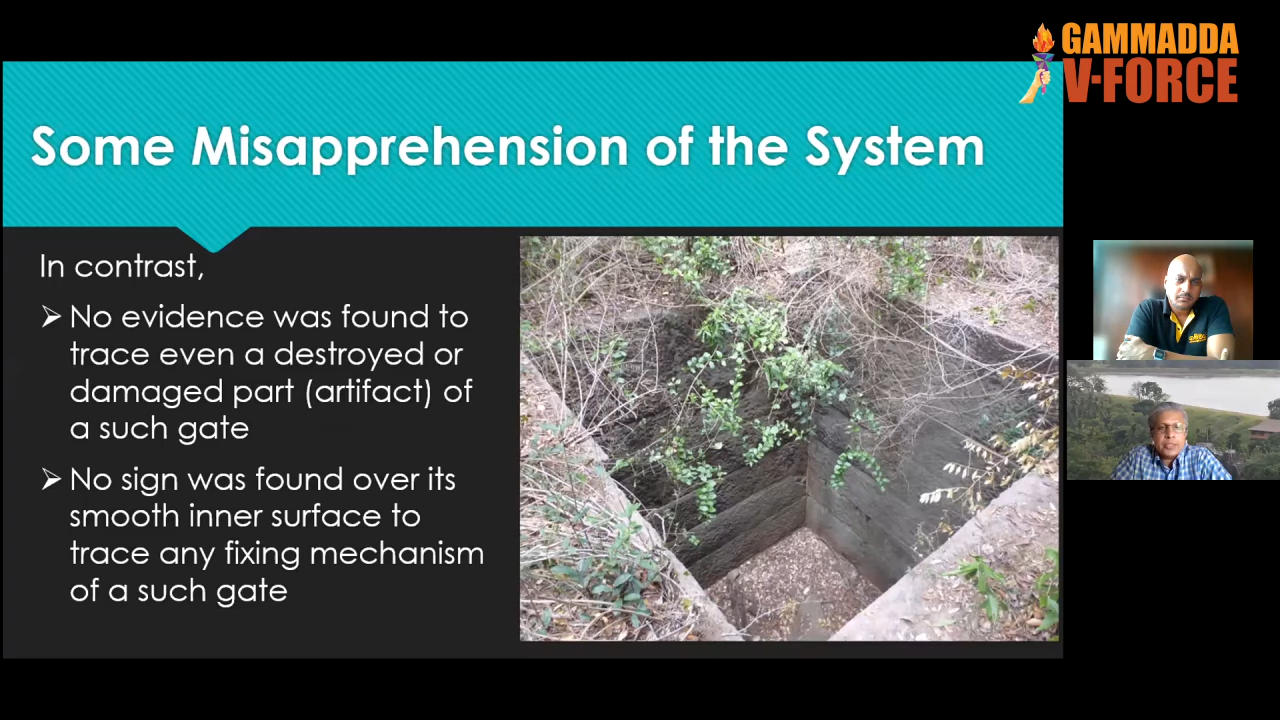 GAMMADDA
V-FORCE
Some Misapprehension of the System
In contrast,
➢ No evidence was found to
trace even a destroyed or
damaged part (artifact) of
a such gate
➢ No sign was found over its
smooth inner surface to
trace any fixing mechanism
of a such gate